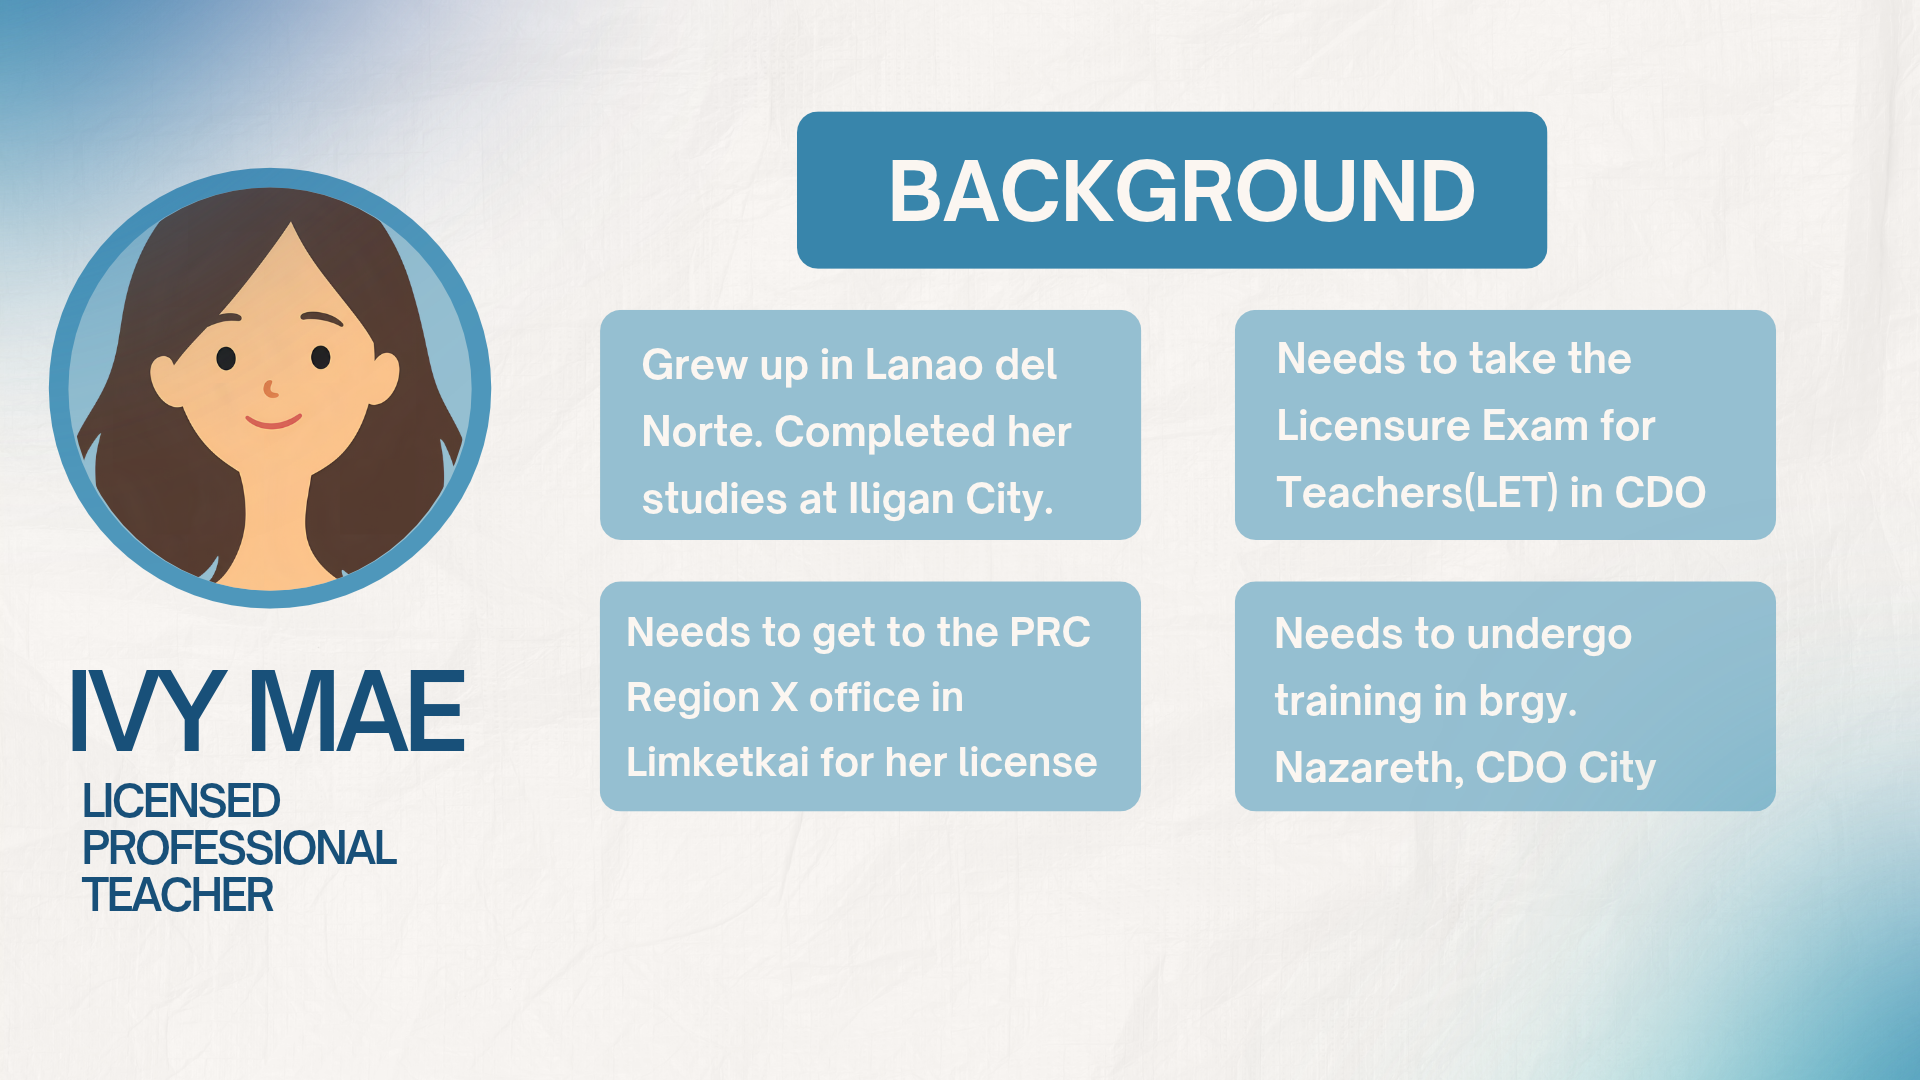 BACKGROUND
Grew up in Lanao del
Norte. Completed her
studies at Iligan City.
Needs to take the
Licensure Exam for
Teachers(LET) in CDO
Needs to get to the PRC
Region X office in
Limketkai for her license
Needs to undergo
training in brgy.
Nazareth, CDO City
IVY MAE
LICENSED
PROFESSIONAL
TEACHER